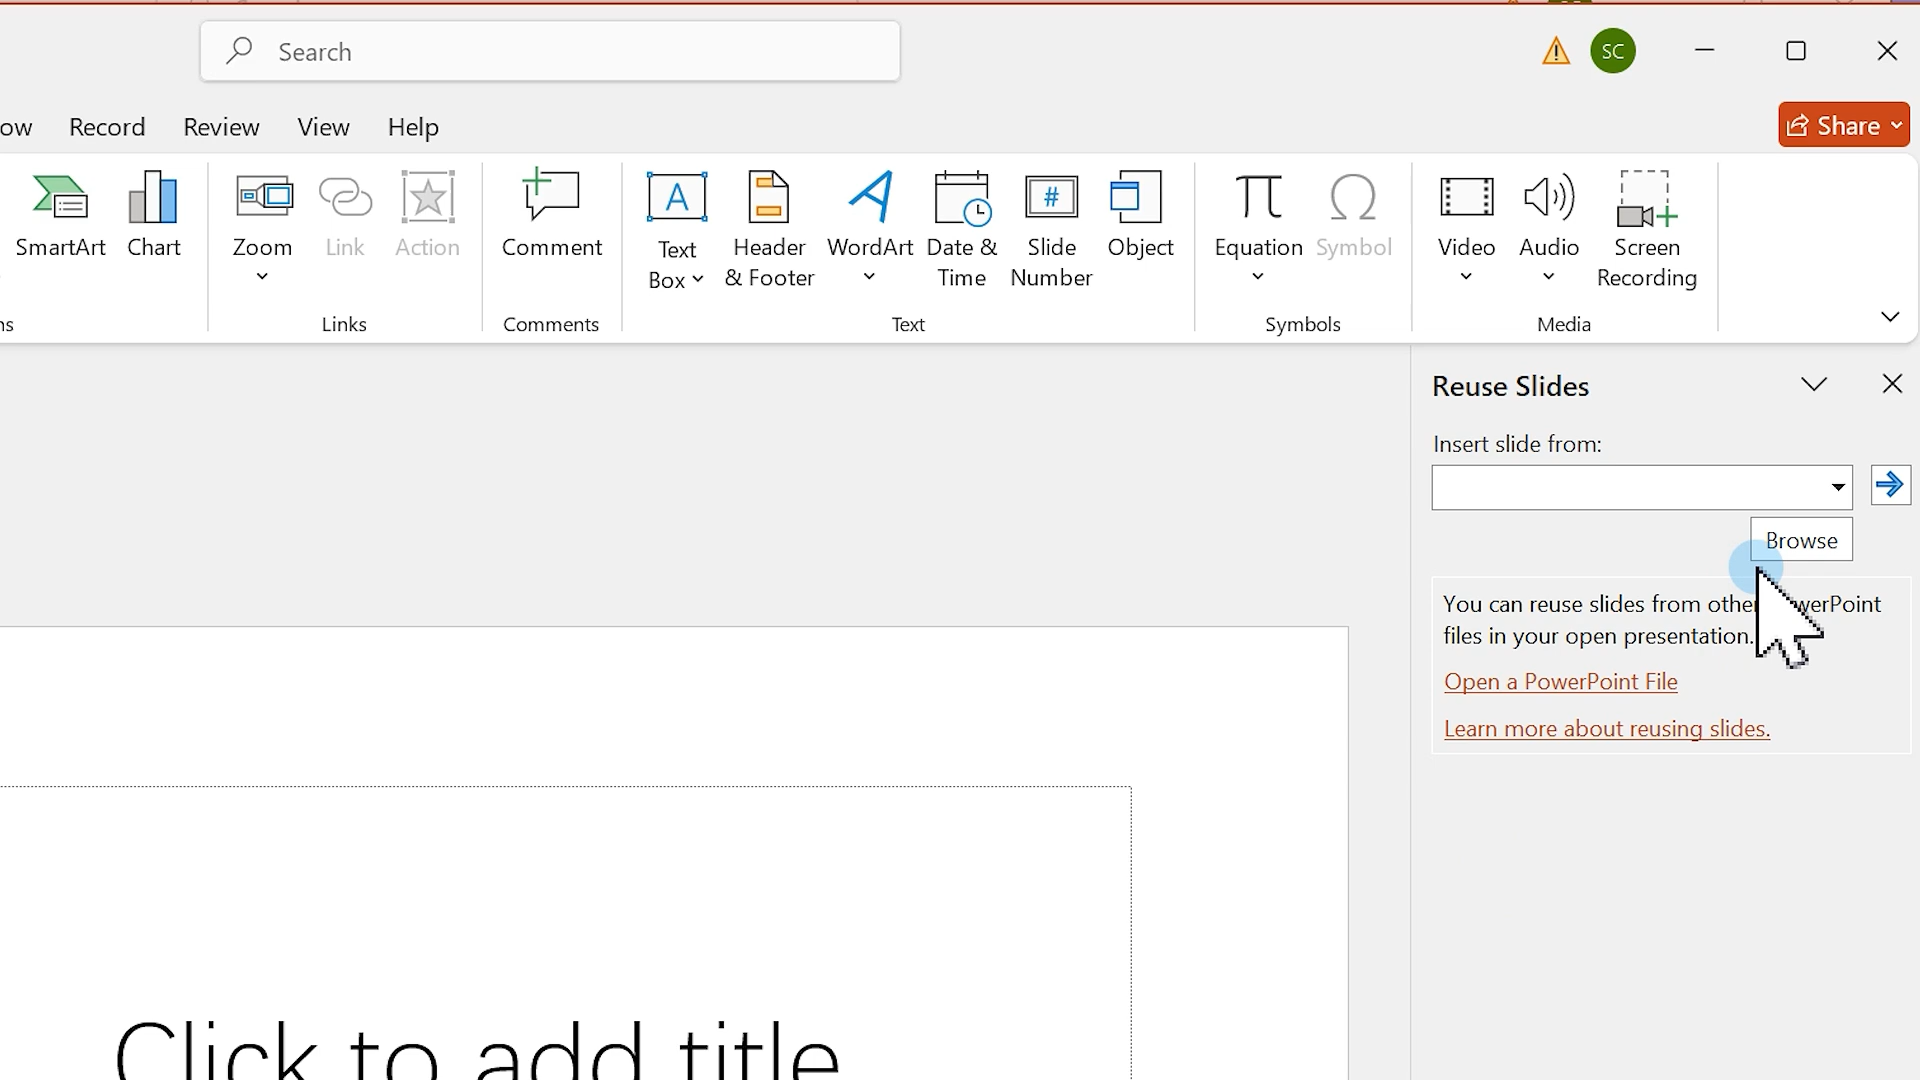 Search
SC
ow Record Review View Help
Share
SmartArt Chart Zoom Link Action Comment Text Box Header & Footer WordArt Date & Time Slide Number Object Equation Symbol Video Audio Screen Recording
ns Links Comments Text Symbols Media
Reuse Slides
Insert slide from:
Browse
You can reuse slides from other werPoint
files in your open presentation.
Open a PowerPoint File
Learn more about reusing slides.
Click to add title